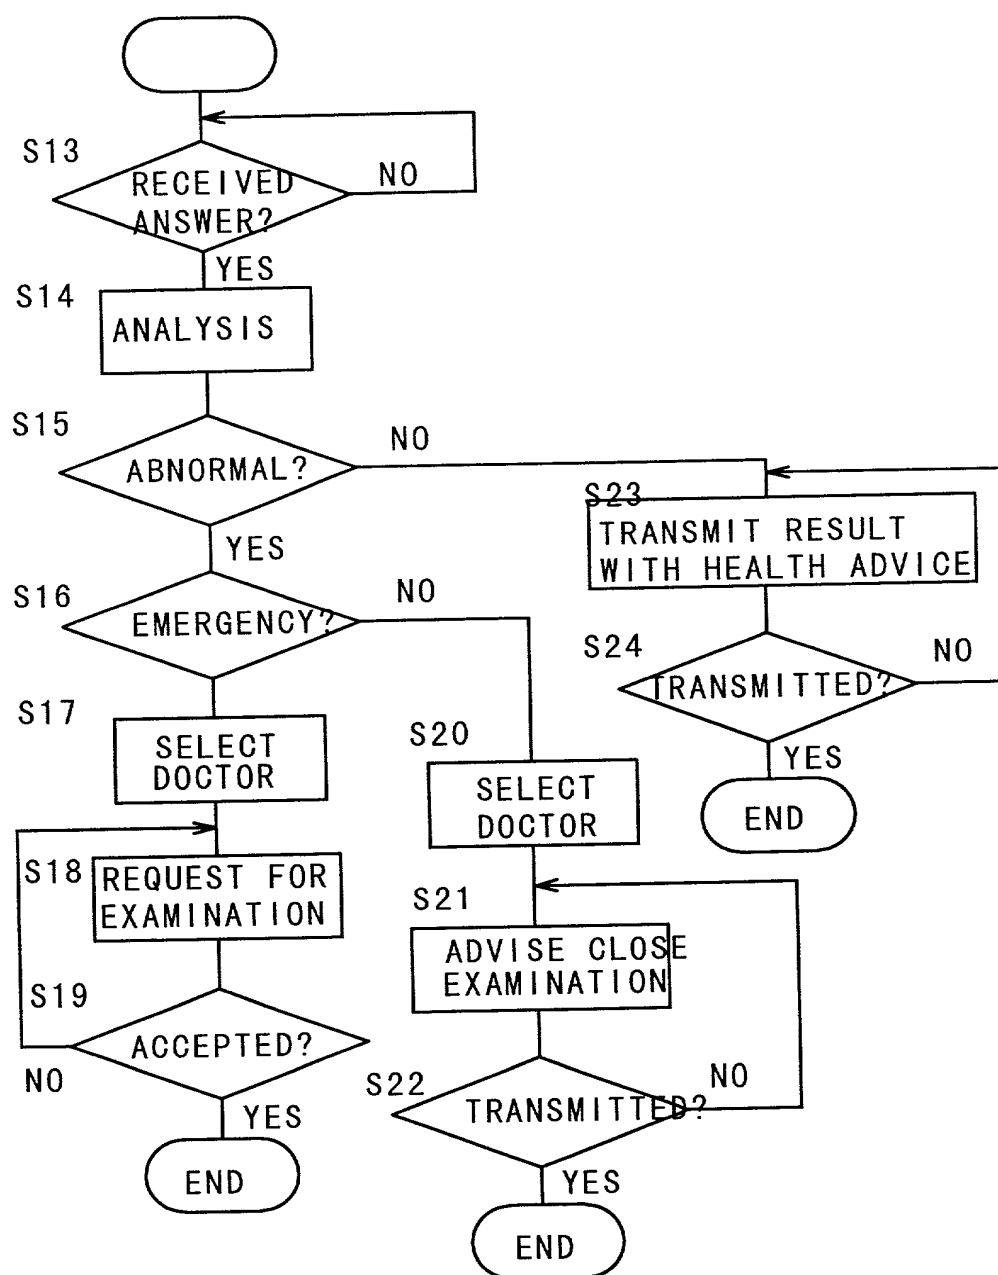 S13
RECEIVED
ANSWER?
NO
YES
S14
ANALYSIS
S15
ABNORMAL?
NO
YES
S16
EMERGENCY?
NO
S17
SELECT
DOCTOR
S18
REQUEST FOR
EXAMINATION
S19
ACCEPTED?
NO
YES
END
S20
SELECT
DOCTOR
S21
ADVISE CLOSE
EXAMINATION
S22
TRANSMITTED?
NO
YES
END
S23
TRANSMIT RESULT
WITH HEALTH ADVICE
S24
TRANSMITTED?
NO
YES
END